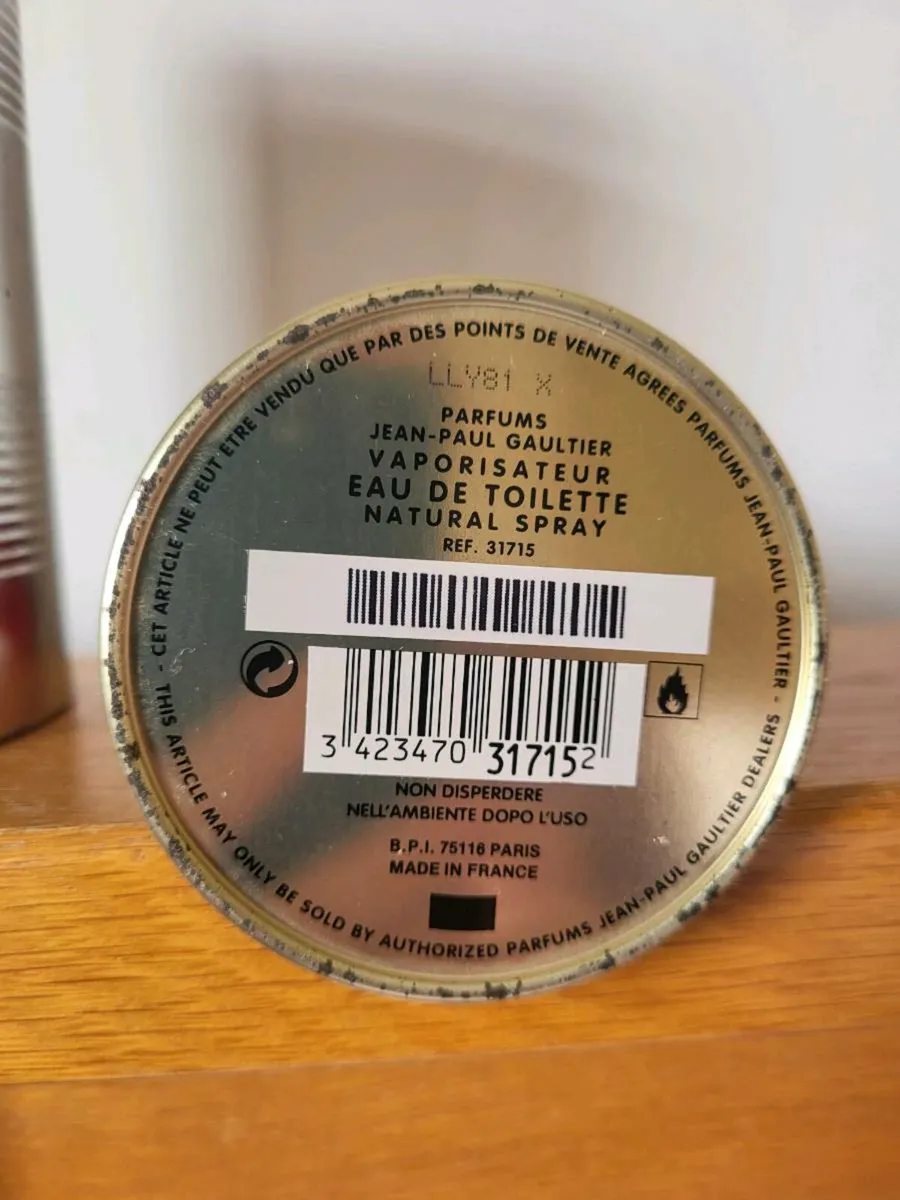 CET ARTICLE NE PEUT ETRE VENDU QUE PAR DES POINTS DE VENTE AGREES PARFUMS JEAN-PAUL GAULTIER -
THIS ARTICLE MAY ONLY BE SOLD BY AUTHORIZED PARFUMS JEAN-PAUL GAULTIER DEALERS -
LLY81 X
PARFUMS
JEAN-PAUL GAULTIER
VAPORISATEUR
EAU DE TOILETTE
NATURAL SPRAY
REF. 31715
3 423470 317152
NON DISPERDERE
NELL'AMBIENTE DOPO L'USO
B.P.I. 75116 PARIS
MADE IN FRANCE